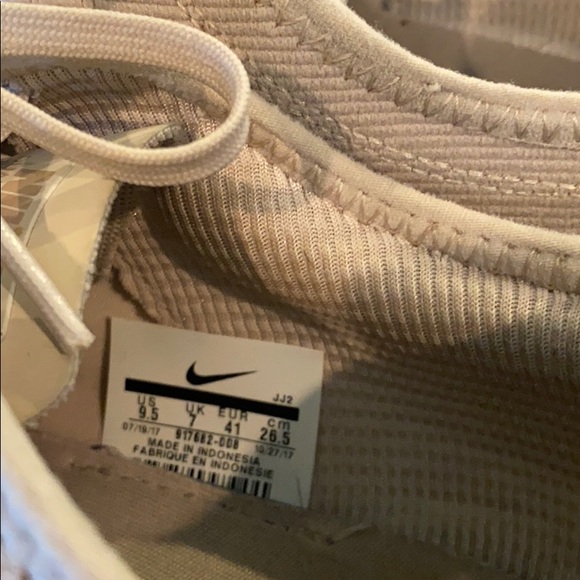 JJ2
US UK EUR cm
9.5 7 41 26.5
07/19/17 917682-008 10/27/17
MADE IN INDONESIA
FABRIQUE EN INDONESIE